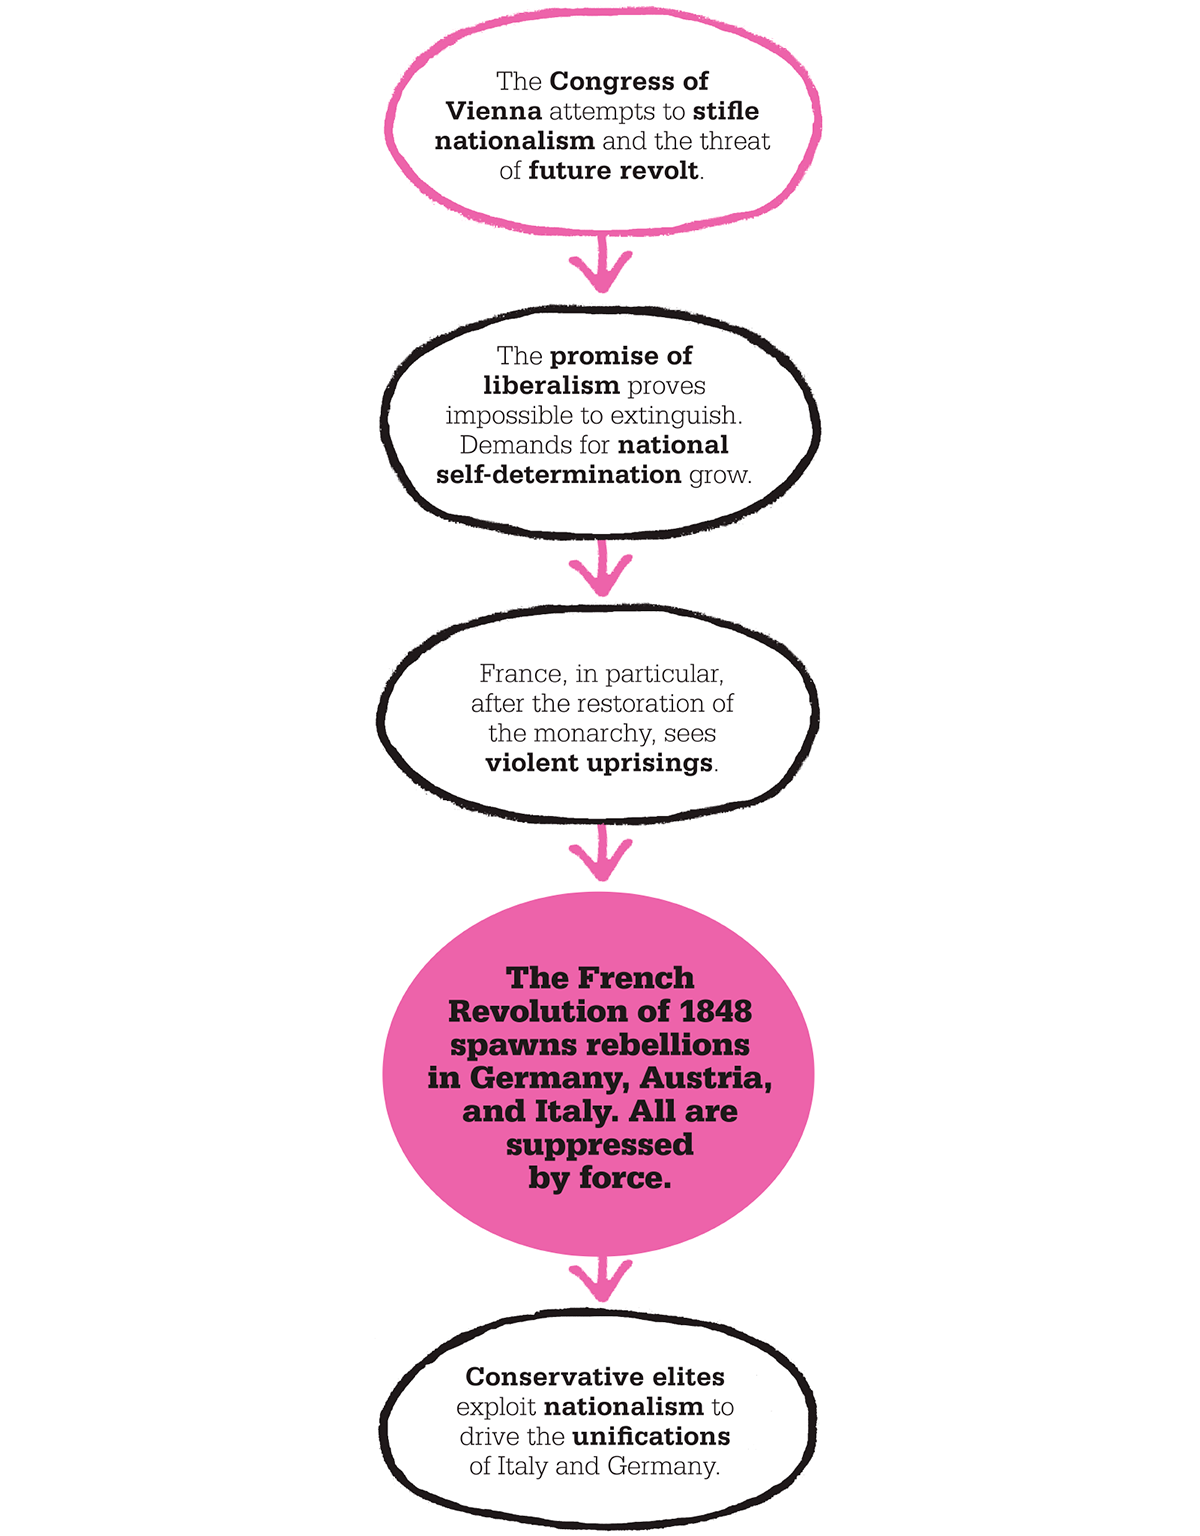 The Congress of
Vienna attempts to stifle
nationalism and the threat
of future revolt.
The promise of
liberalism proves
impossible to extinguish.
Demands for national
self-determination grow.
France, in particular,
after the restoration of
the monarchy, sees
violent uprisings.
The French
Revolution of 1848
spawns rebellions
in Germany, Austria,
and Italy. All are
suppressed
by force.
Conservative elites
exploit nationalism to
drive the unifications
of Italy and Germany.